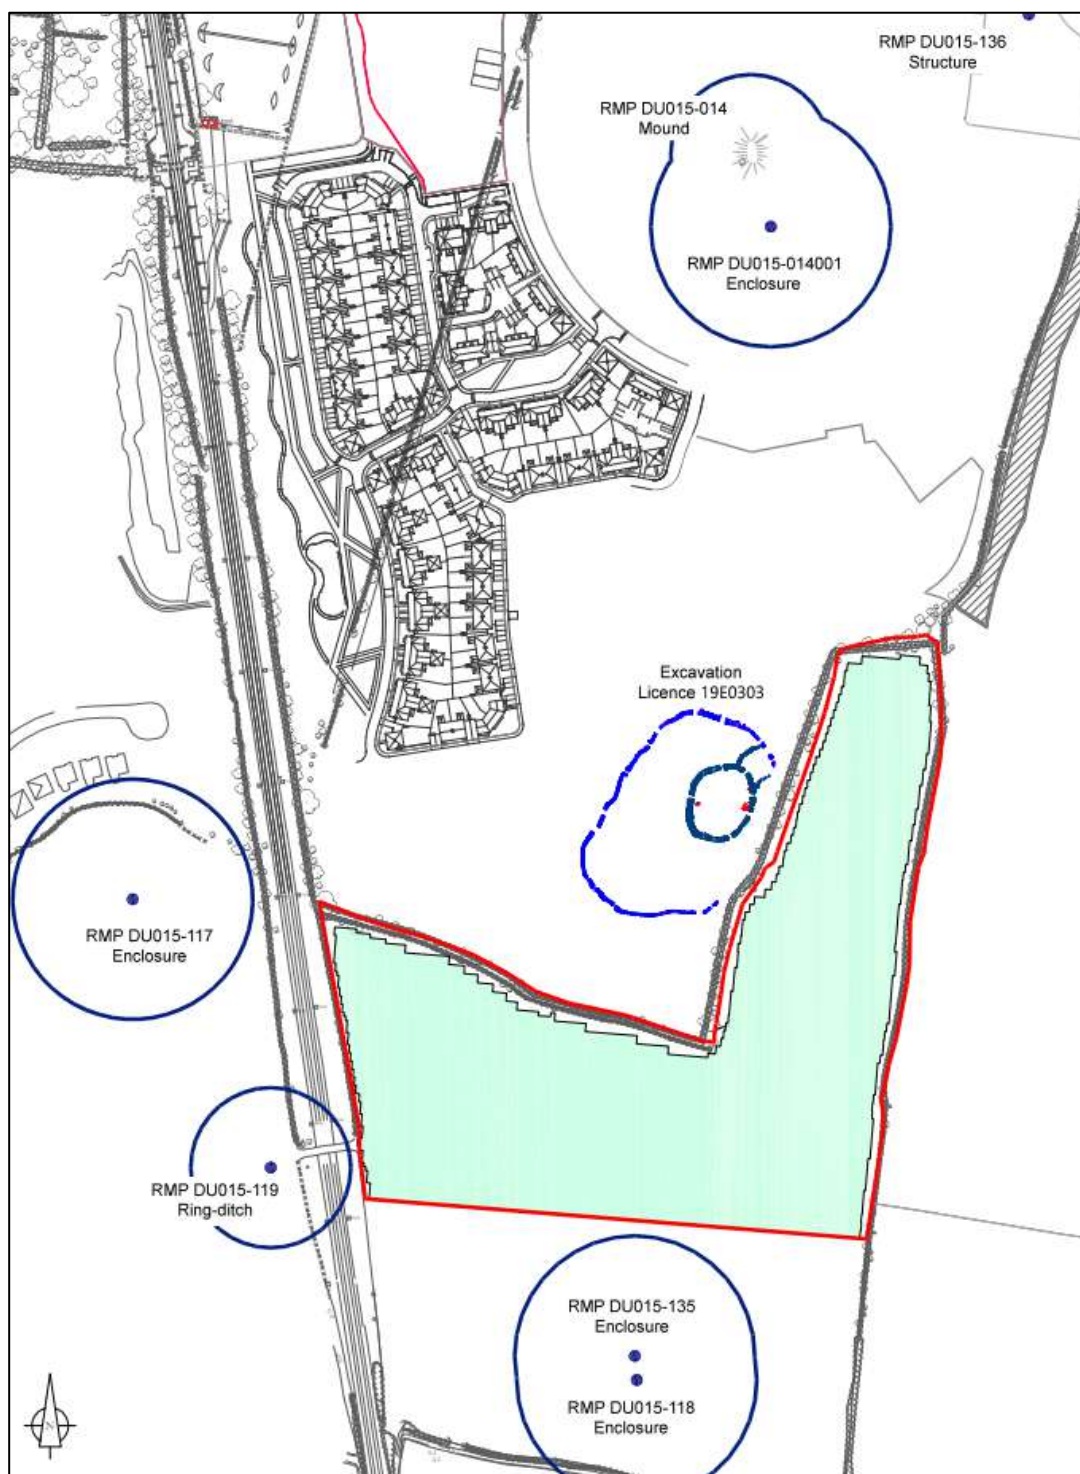 RMP DU015-136
Structure
RMP DU015-014
Mound
RMP DU015-014001
Enclosure
Excavation
Licence 19E0303
RMP DU015-117
Enclosure
RMP DU015-119
Ring-ditch
RMP DU015-135
Enclosure
RMP DU015-118
Enclosure
N